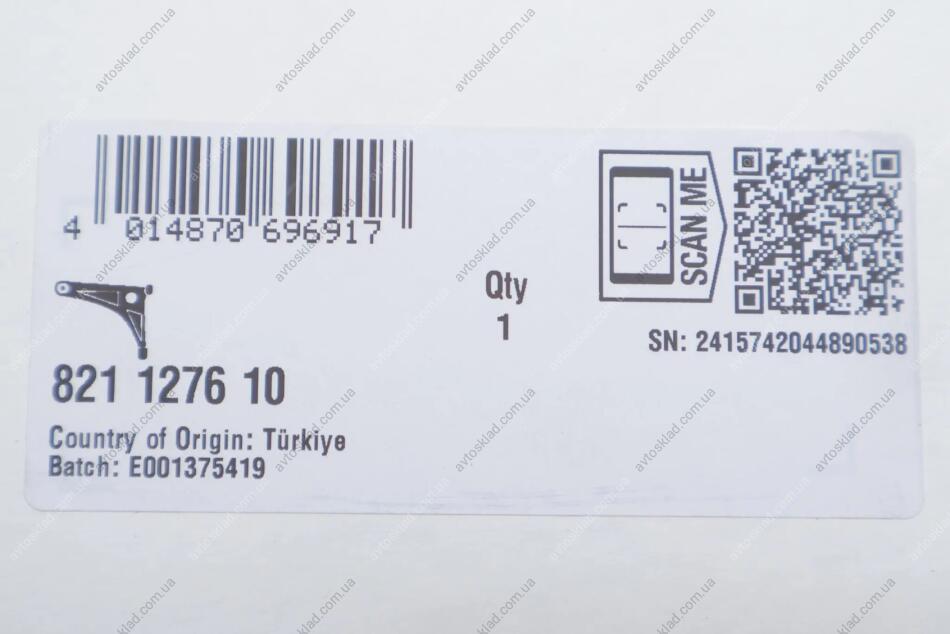 4 014870 696917
SCAN ME
Qty
1
SN: 2415742044890538
821 1276 10
Country of Origin: Türkiye
Batch: E001375419
avtosklad.com.ua